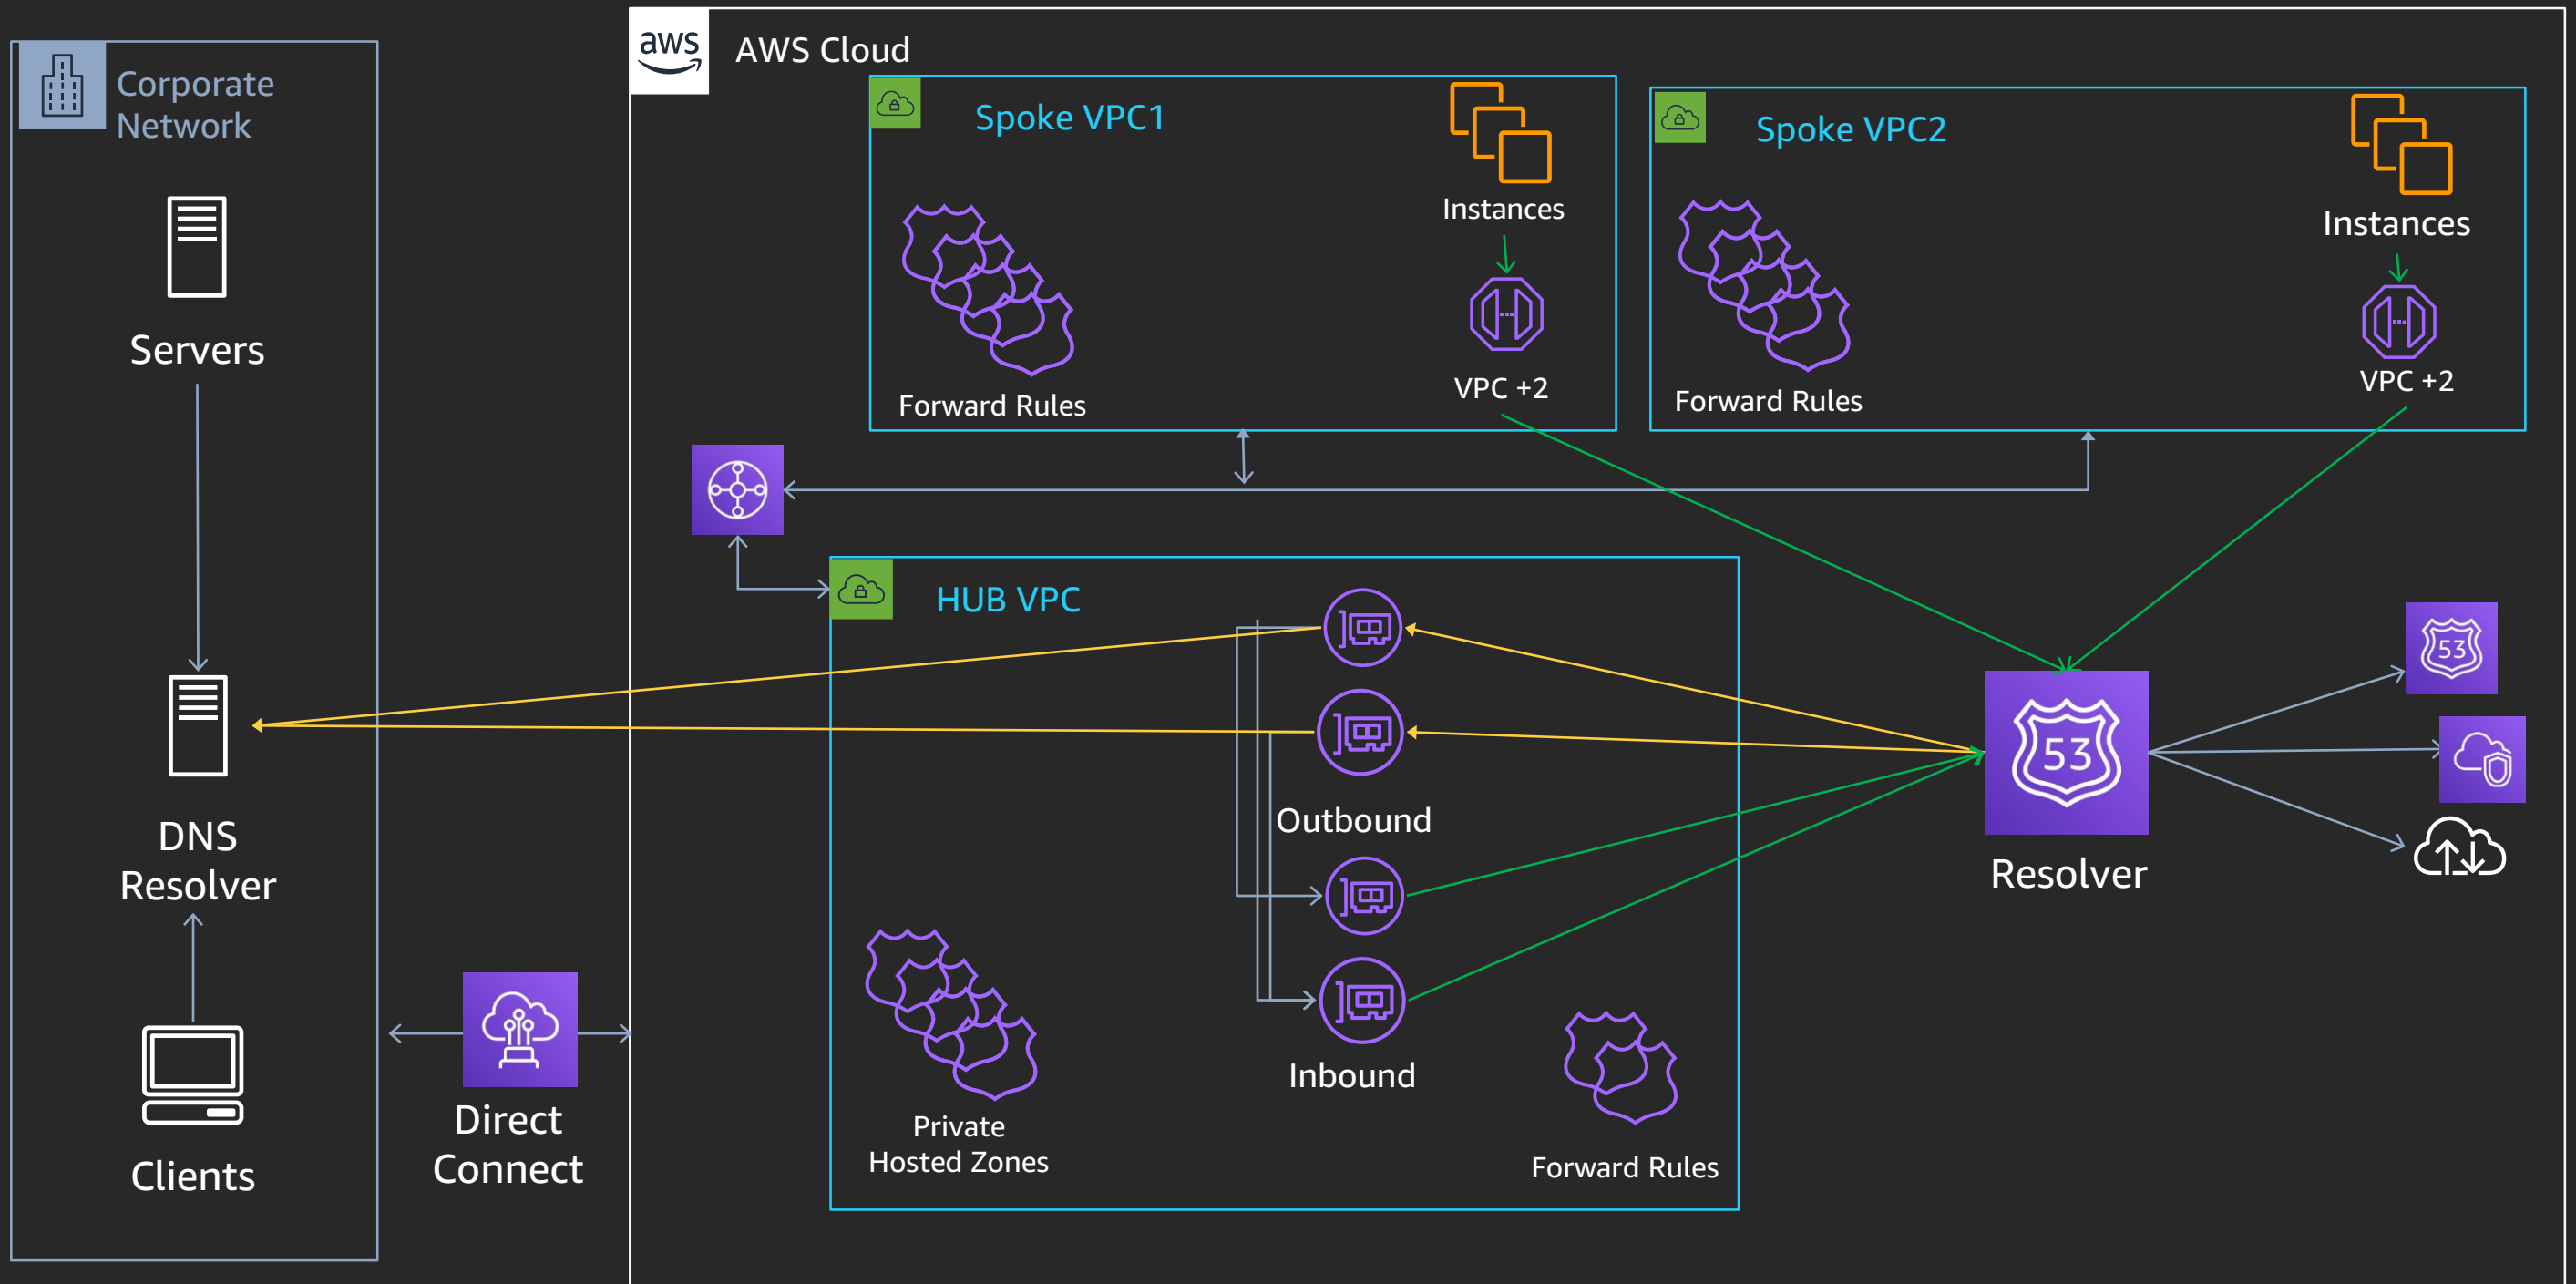 Corporate
Network
Servers
DNS
Resolver
Clients
Direct
Connect
aws
AWS Cloud
Spoke VPC1
Instances
VPC +2
Forward Rules
Spoke VPC2
Instances
VPC +2
Forward Rules
HUB VPC
Outbound
Inbound
Private
Hosted Zones
Forward Rules
53
Resolver
53